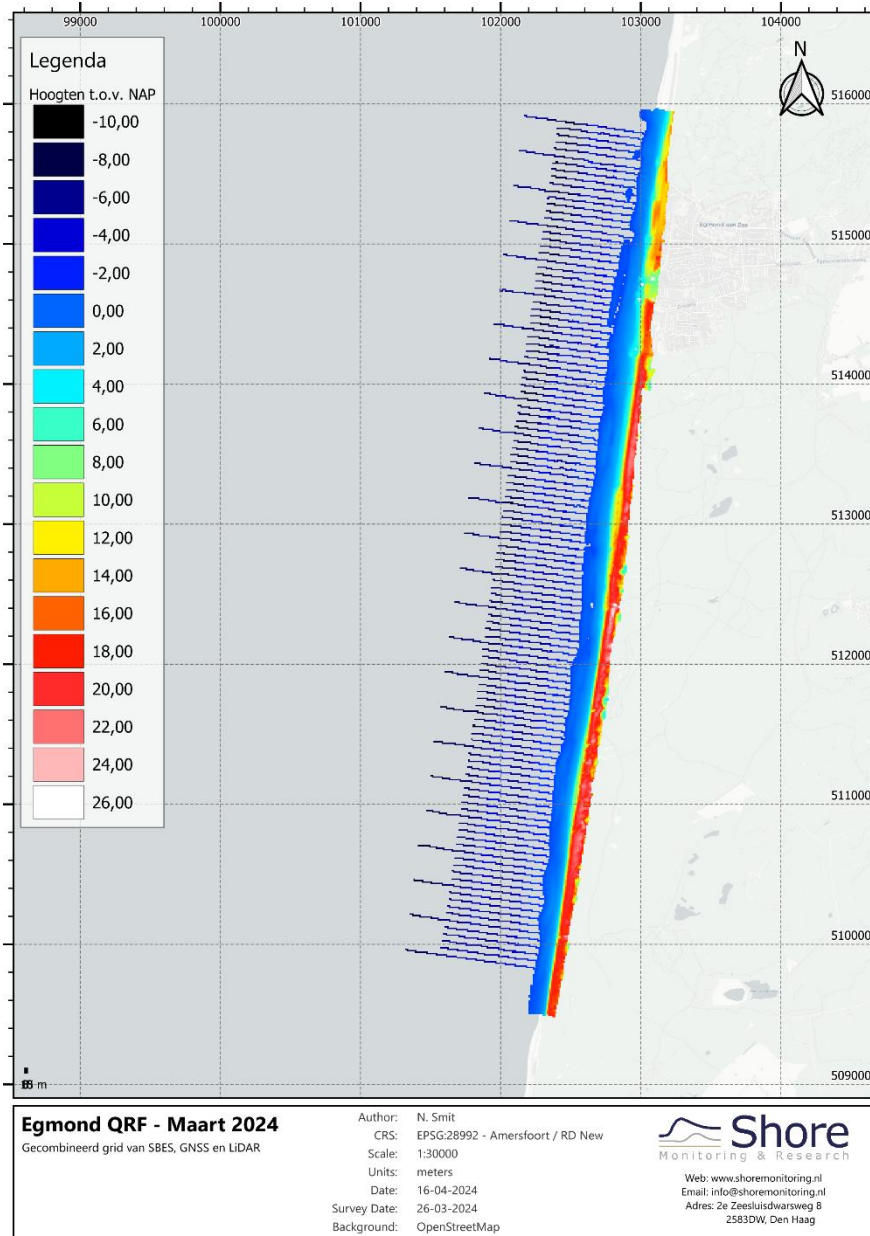 99000
100000
101000
102000
103000
104000
Legenda
Hoogten t.o.v. NAP
-10,00
-8,00
-6,00
-4,00
-2,00
0,00
2,00
4,00
6,00
8,00
10,00
12,00
14,00
16,00
18,00
20,00
22,00
24,00
26,00
N
516000
515000
514000
513000
512000
511000
510000
509000
Egmond aan Zee
m
Egmond QRF - Maart 2024
Gecombineerd grid van SBES, GNSS en LiDAR
Author: N. Smit
CRS: EPSG:28992 - Amersfoort / RD New
Scale: 1:30000
Units: meters
Date: 16-04-2024
Survey Date: 26-03-2024
Background: OpenStreetMap
Shore
Monitoring & Research
Web: www.shoremonitoring.nl
Email: info@shoremonitoring.nl
Adres: 2e Zeesluisdwarsweg 8
2583DW, Den Haag